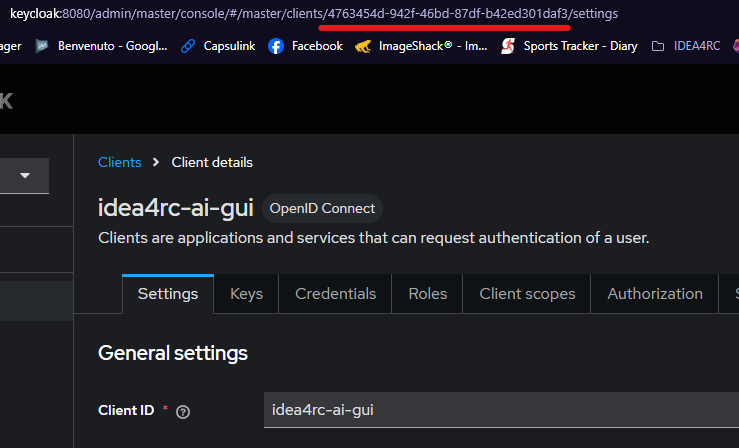 keycloak:8080/admin/master/console/#/master/clients/4763454d-942f-46bd-87df-b42ed301daf3/settings
ager Benvenuto - Googl... Capsulink Facebook ImageShack® - Im... Sports Tracker - Diary IDEA4RC
K
Clients > Client details
idea4rc-ai-gui OpenID Connect
Clients are applications and services that can request authentication of a user.
Settings Keys Credentials Roles Client scopes Authorization S
General settings
Client ID * ? idea4rc-ai-gui